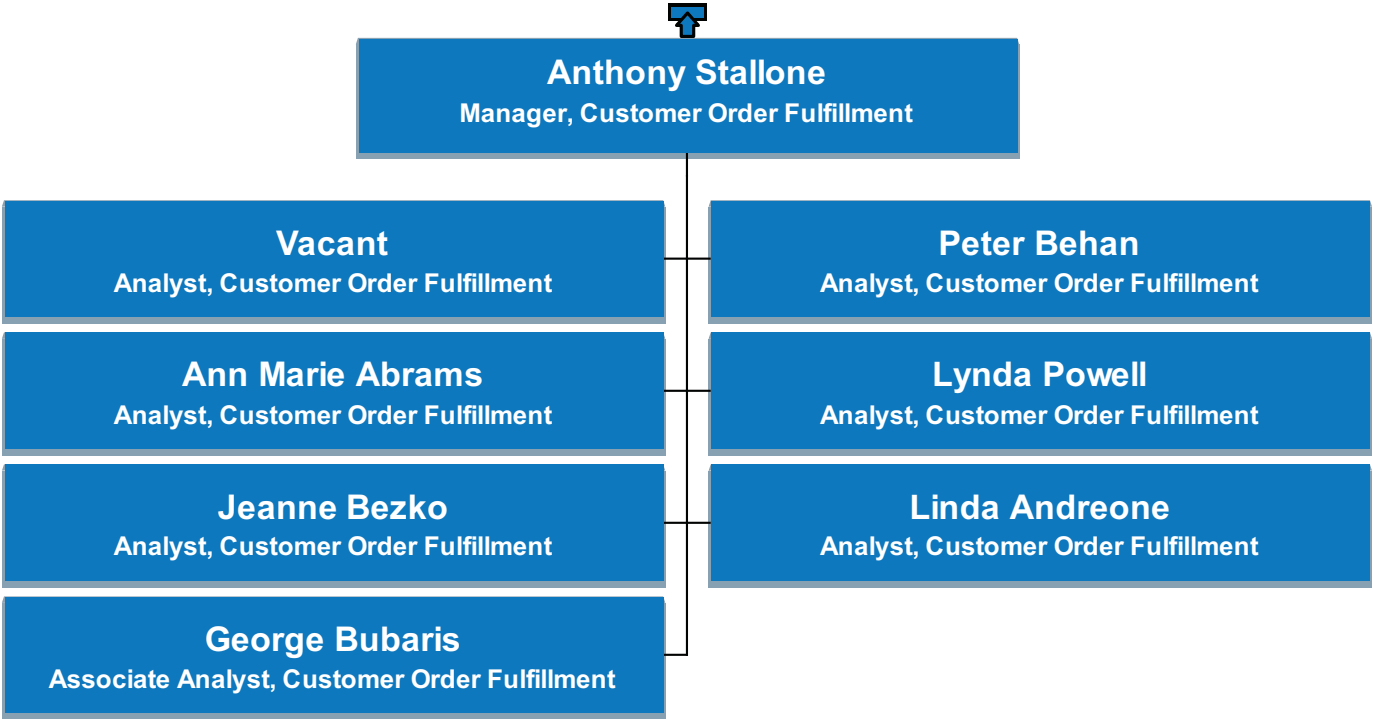 Anthony Stallone
Manager, Customer Order Fulfillment
Vacant
Analyst, Customer Order Fulfillment
Peter Behan
Analyst, Customer Order Fulfillment
Ann Marie Abrams
Analyst, Customer Order Fulfillment
Lynda Powell
Analyst, Customer Order Fulfillment
Jeanne Bezko
Analyst, Customer Order Fulfillment
Linda Andreone
Analyst, Customer Order Fulfillment
George Bubaris
Associate Analyst, Customer Order Fulfillment